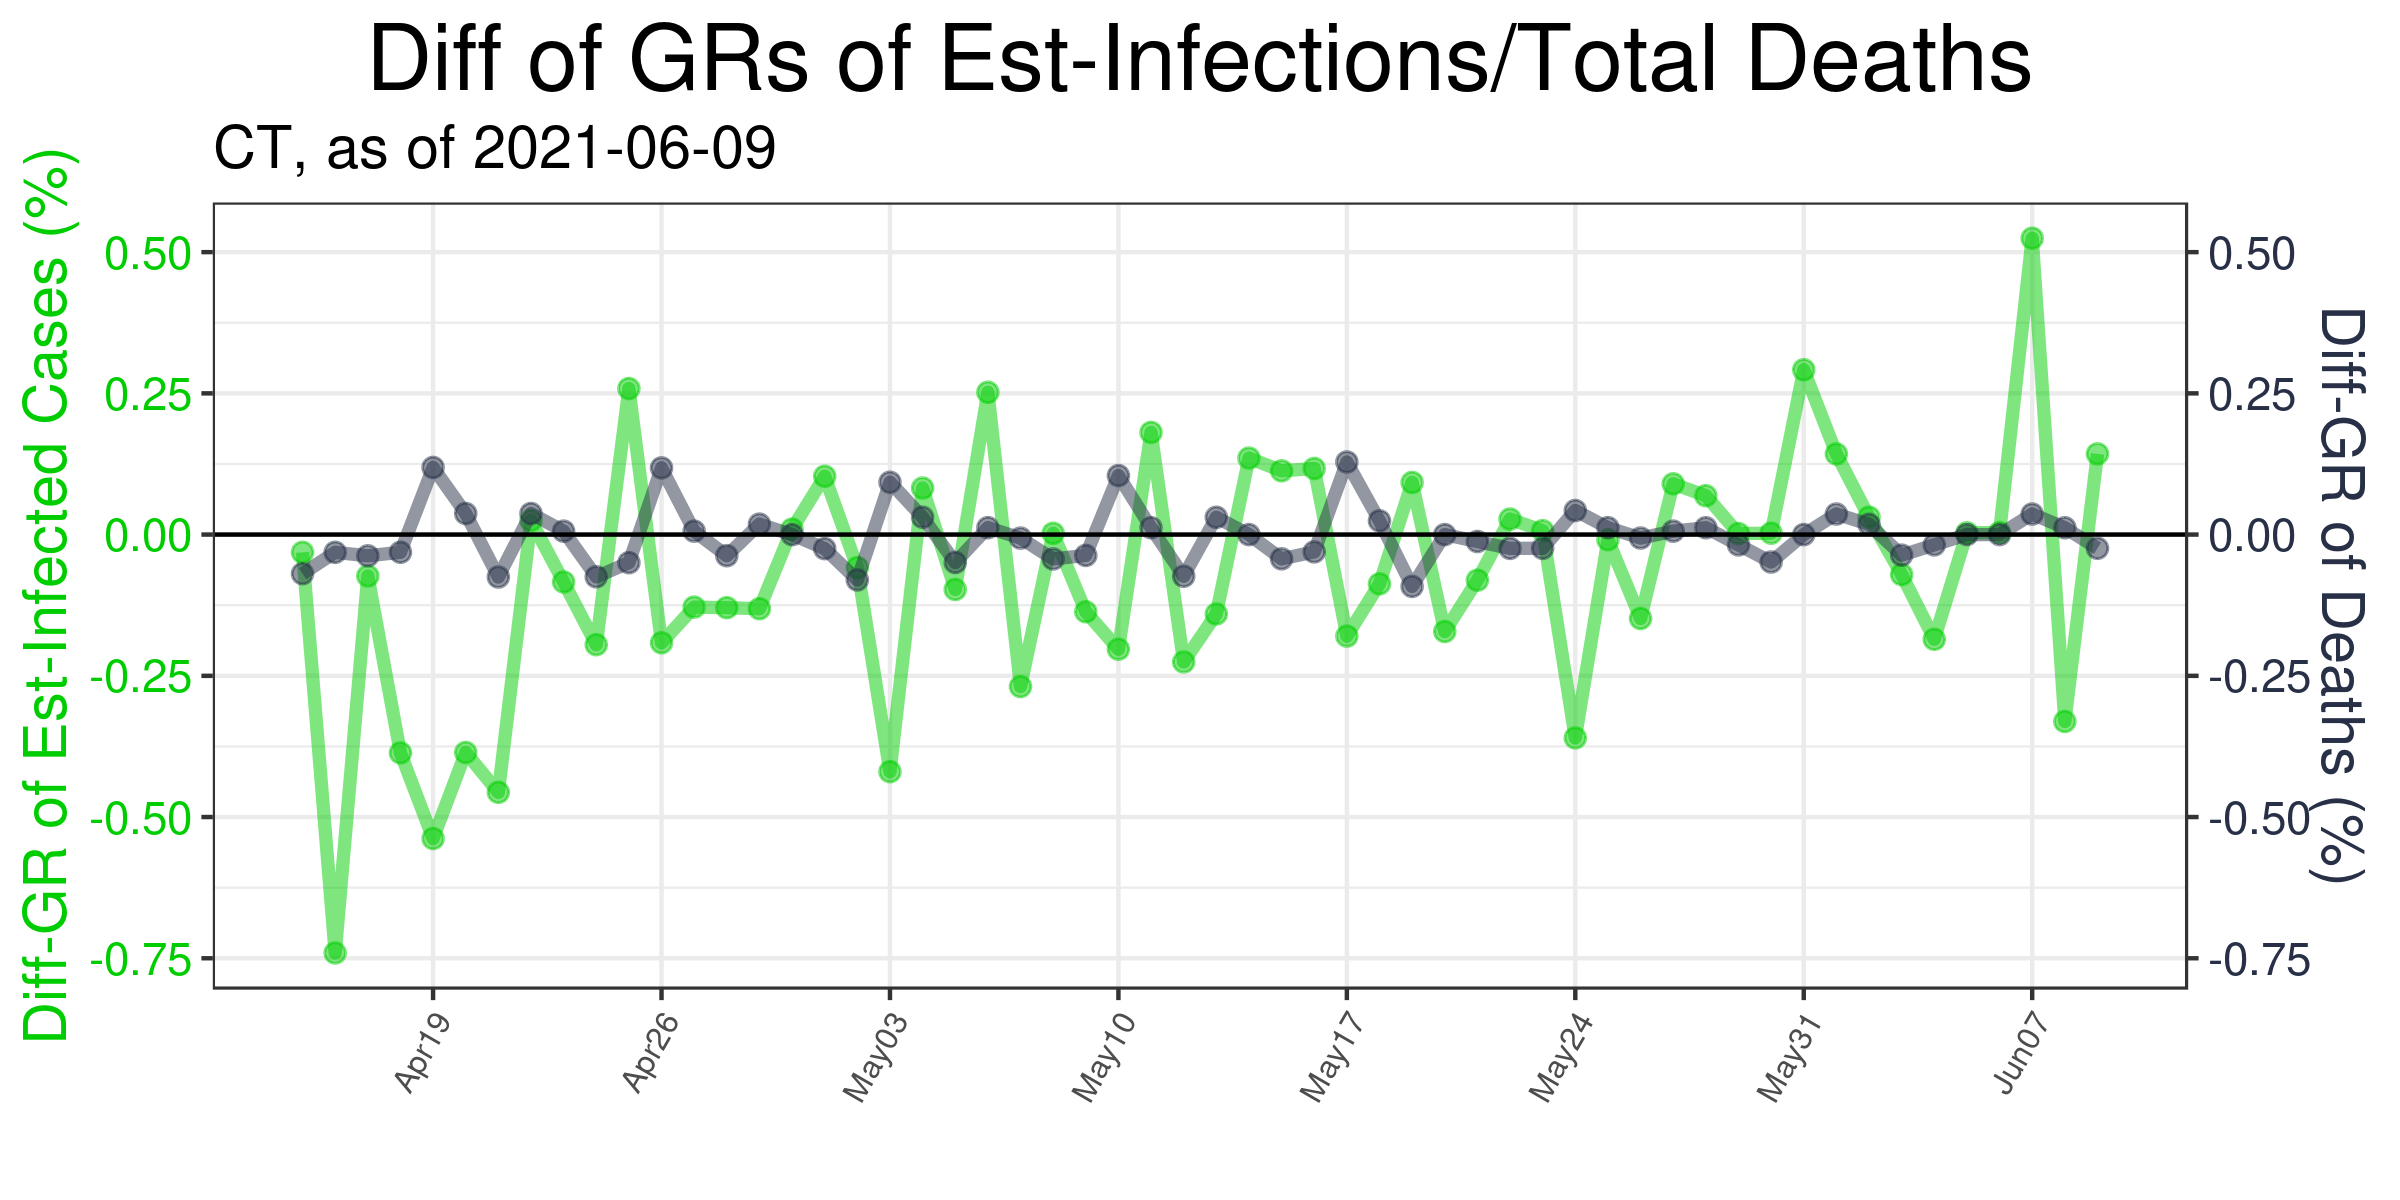 Diff of GRs of Est-Infections/Total Deaths
CT, as of 2021-06-09
Diff-GR of Est-Infected Cases (%)
0.50
0.25
0.00
-0.25
-0.50
-0.75
0.50
0.25
0.00
-0.25
-0.50
-0.75
Diff-GR of Deaths (%)
Apr19
Apr26
May03
May10
May17
May24
May31
Jun07